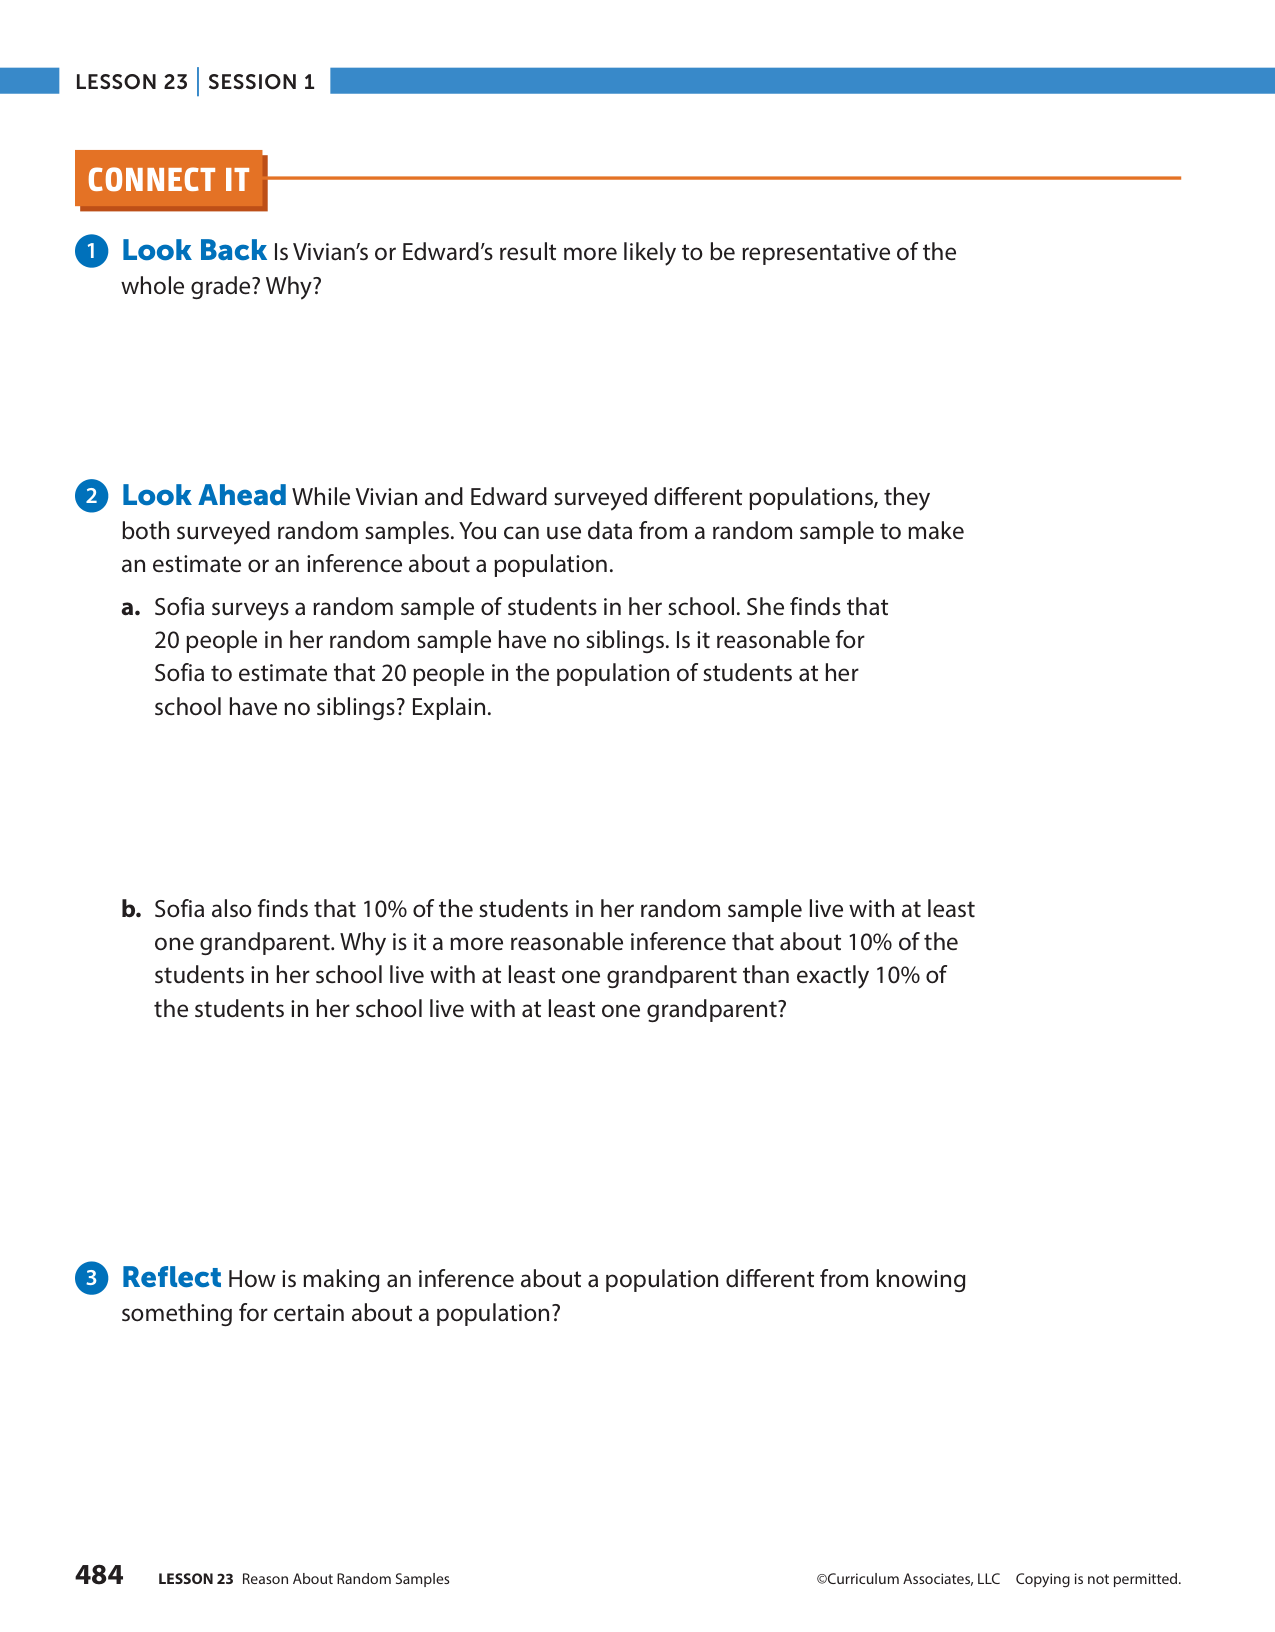 LESSON 23 | SESSION 1
CONNECT IT
1 Look Back Is Vivian’s or Edward’s result more likely to be representative of the
whole grade? Why?
2 Look Ahead While Vivian and Edward surveyed different populations, they
both surveyed random samples. You can use data from a random sample to make
an estimate or an inference about a population.
a. Sofia surveys a random sample of students in her school. She finds that
20 people in her random sample have no siblings. Is it reasonable for
Sofia to estimate that 20 people in the population of students at her
school have no siblings? Explain.
b. Sofia also finds that 10% of the students in her random sample live with at least
one grandparent. Why is it a more reasonable inference that about 10% of the
students in her school live with at least one grandparent than exactly 10% of
the students in her school live with at least one grandparent?
3 Reflect How is making an inference about a population different from knowing
something for certain about a population?
484 LESSON 23 Reason About Random Samples ©Curriculum Associates, LLC Copying is not permitted.